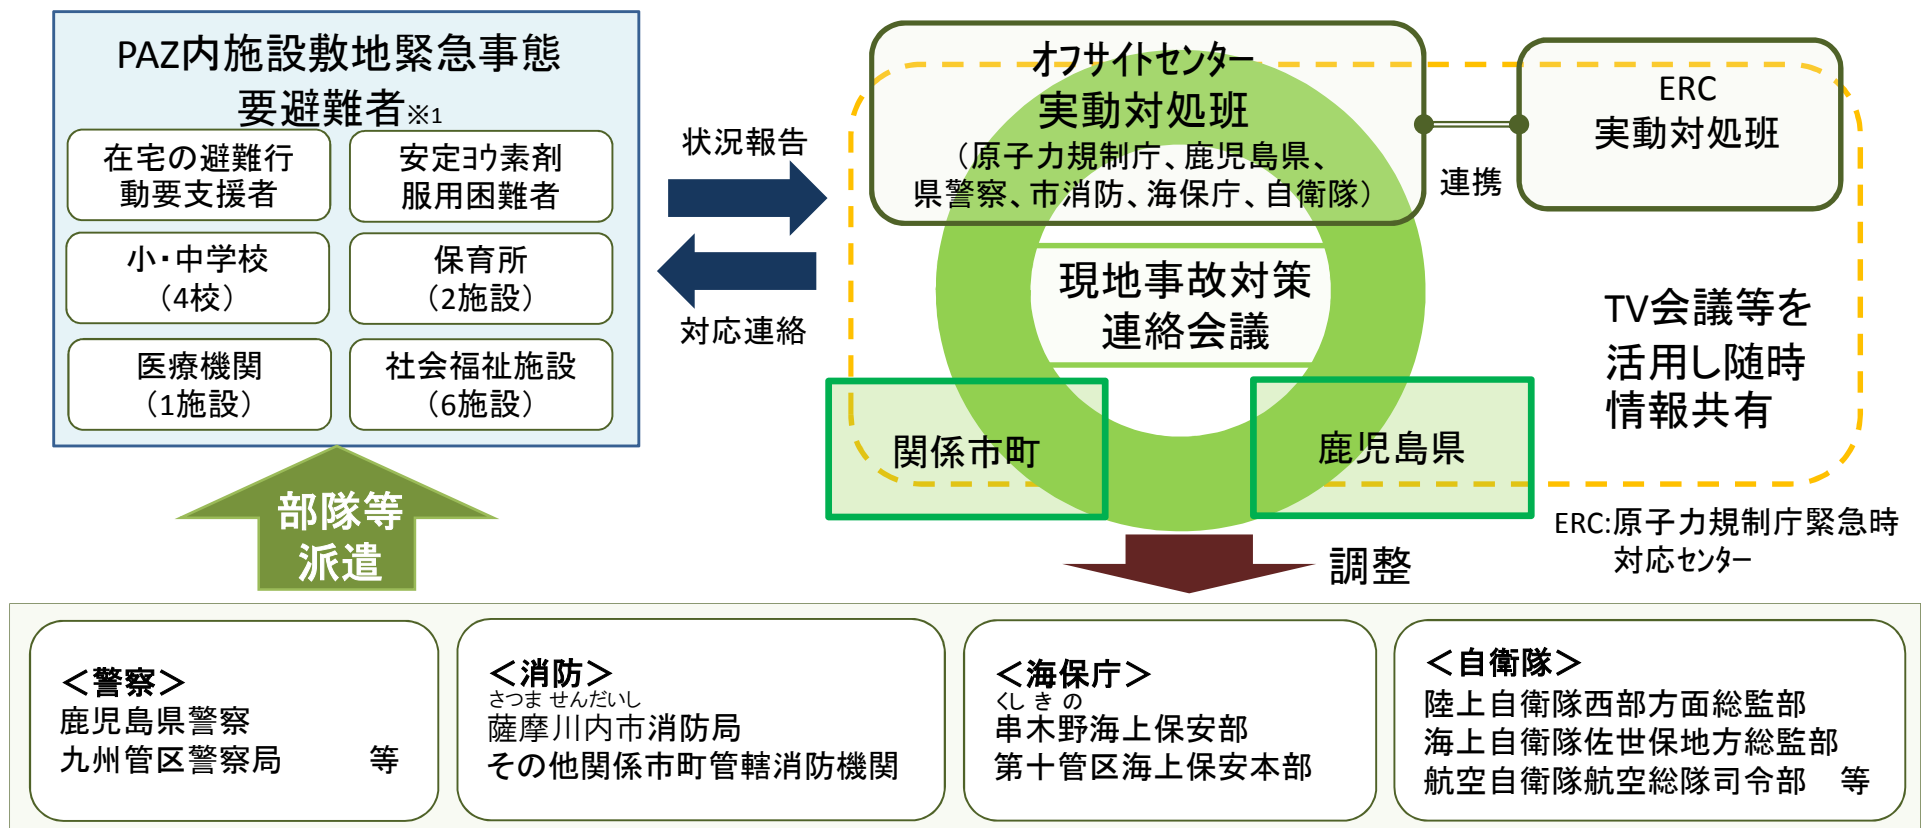 PAZ内施設敷地緊急事態
要避難者※1
在宅の避難行
動要支援者
安定ヨウ素剤
服用困難者
小・中学校
（4校）
保育所
（2施設）
医療機関
（1施設）
社会福祉施設
（6施設）
状況報告
対応連絡
オフサイトセンター
実動対処班
（原子力規制庁、鹿児島県、
県警察、市消防、海保庁、自衛隊）
連携
ERC
実動対処班
現地事故対策
連絡会議
TV会議等を
活用し随時
情報共有
関係市町
鹿児島県
ERC:原子力規制庁緊急時
対応センター
部隊等
派遣
調整
＜警察＞
鹿児島県警察
九州管区警察局　　等
＜消防＞
さつま せんだいし
薩摩川内市消防局
その他関係市町管轄消防機関
＜海保庁＞
くし き の
串木野海上保安部
第十管区海上保安本部
＜自衛隊＞
陸上自衛隊西部方面総監部
海上自衛隊佐世保地方総監部
航空自衛隊航空総隊司令部　等